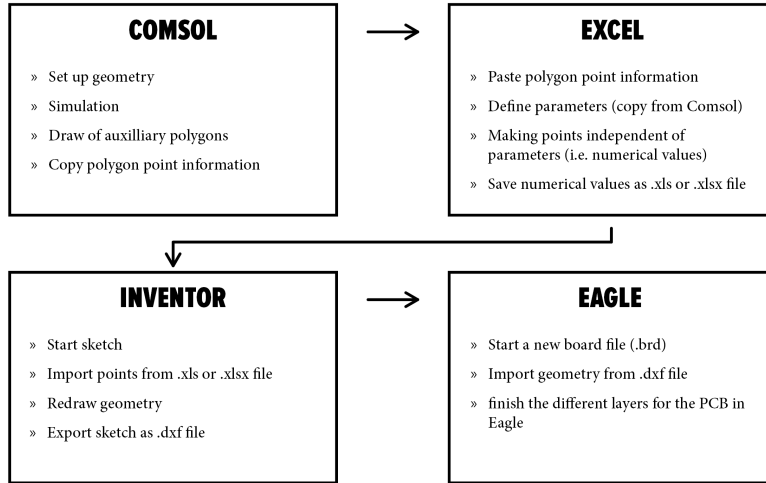 COMSOL
» Set up geometry
» Simulation
» Draw of auxilliary polygons
» Copy polygon point information
EXCEL
» Paste polygon point information
» Define parameters (copy from Comsol)
» Making points independent of
parameters (i.e. numerical values)
» Save numerical values as .xls or .xlsx file
INVENTOR
» Start sketch
» Import points from .xls or .xlsx file
» Redraw geometry
» Export sketch as .dxf file
EAGLE
» Start a new board file (.brd)
» Import geometry from .dxf file
» finish the different layers for the PCB in
Eagle